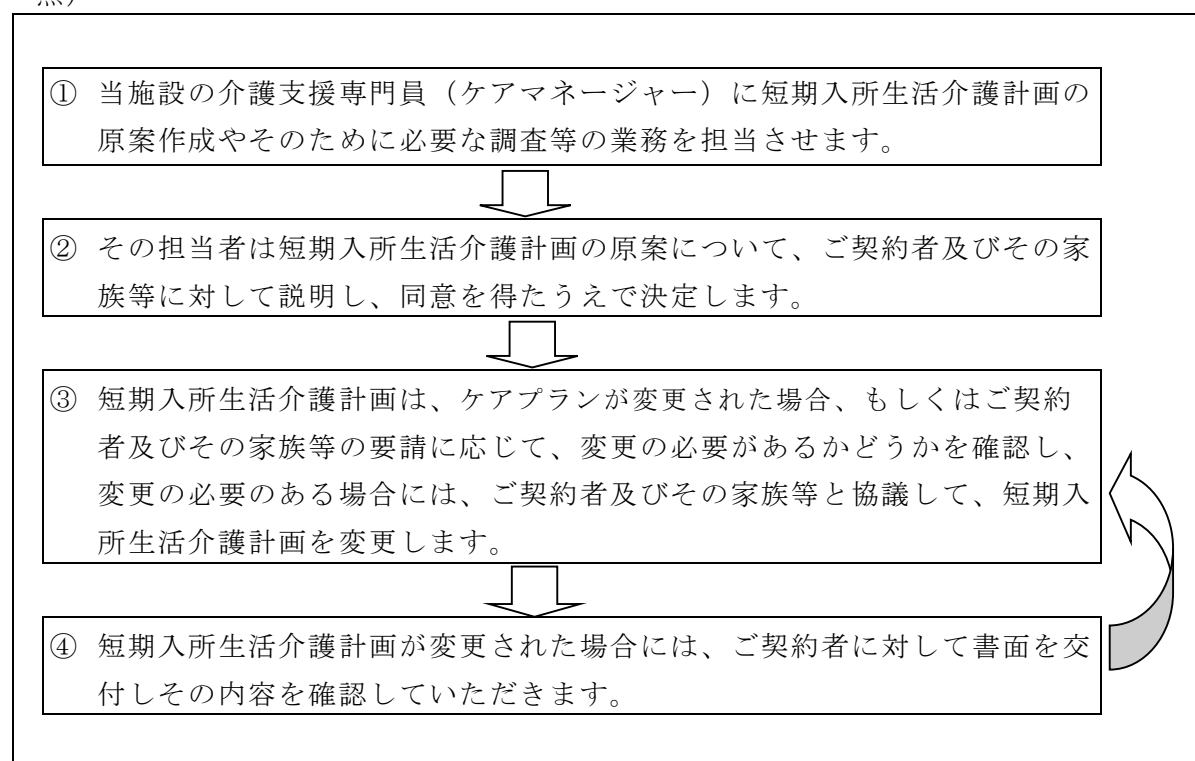 ① 当施設の介護支援専門員（ケアマネージャー）に短期入所生活介護計画の
原案作成やそのために必要な調査等の業務を担当させます。
② その担当者は短期入所生活介護計画の原案について、ご契約者及びその家
族等に対して説明し、同意を得たうえで決定します。
③ 短期入所生活介護計画は、ケアプランが変更された場合、もしくはご契約
者及びその家族等の要請に応じて、変更の必要があるかどうかを確認し、
変更の必要のある場合には、ご契約者及びその家族等と協議して、短期入
所生活介護計画を変更します。
④ 短期入所生活介護計画が変更された場合には、ご契約者に対して書面を交
付しその内容を確認していただきます。